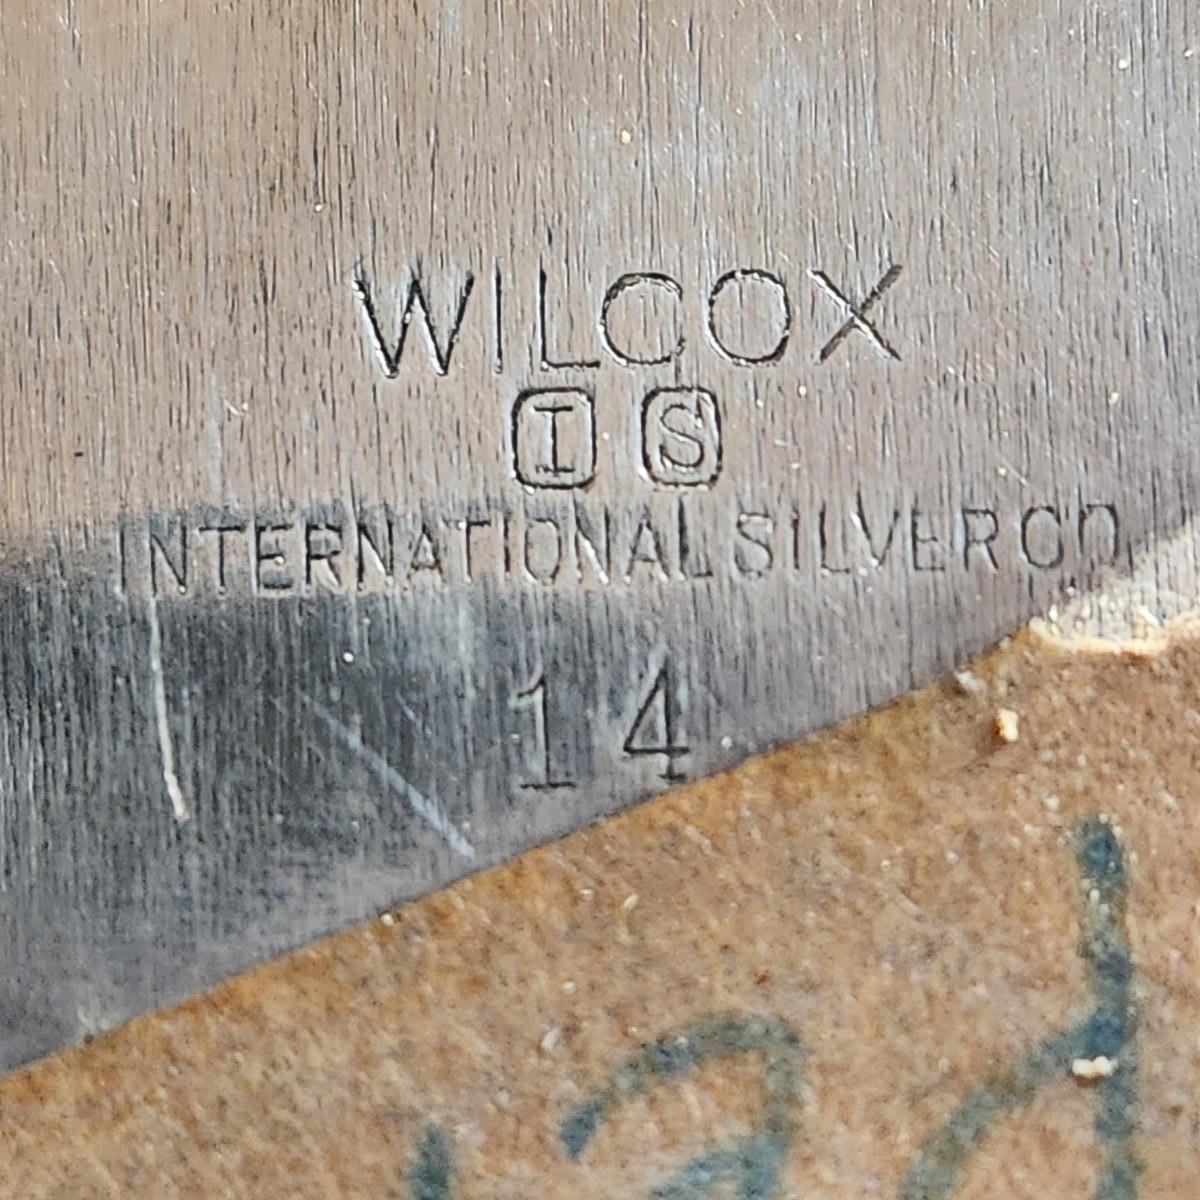 WILCOX
I S
INTERNATIONAL SILVER CO
14